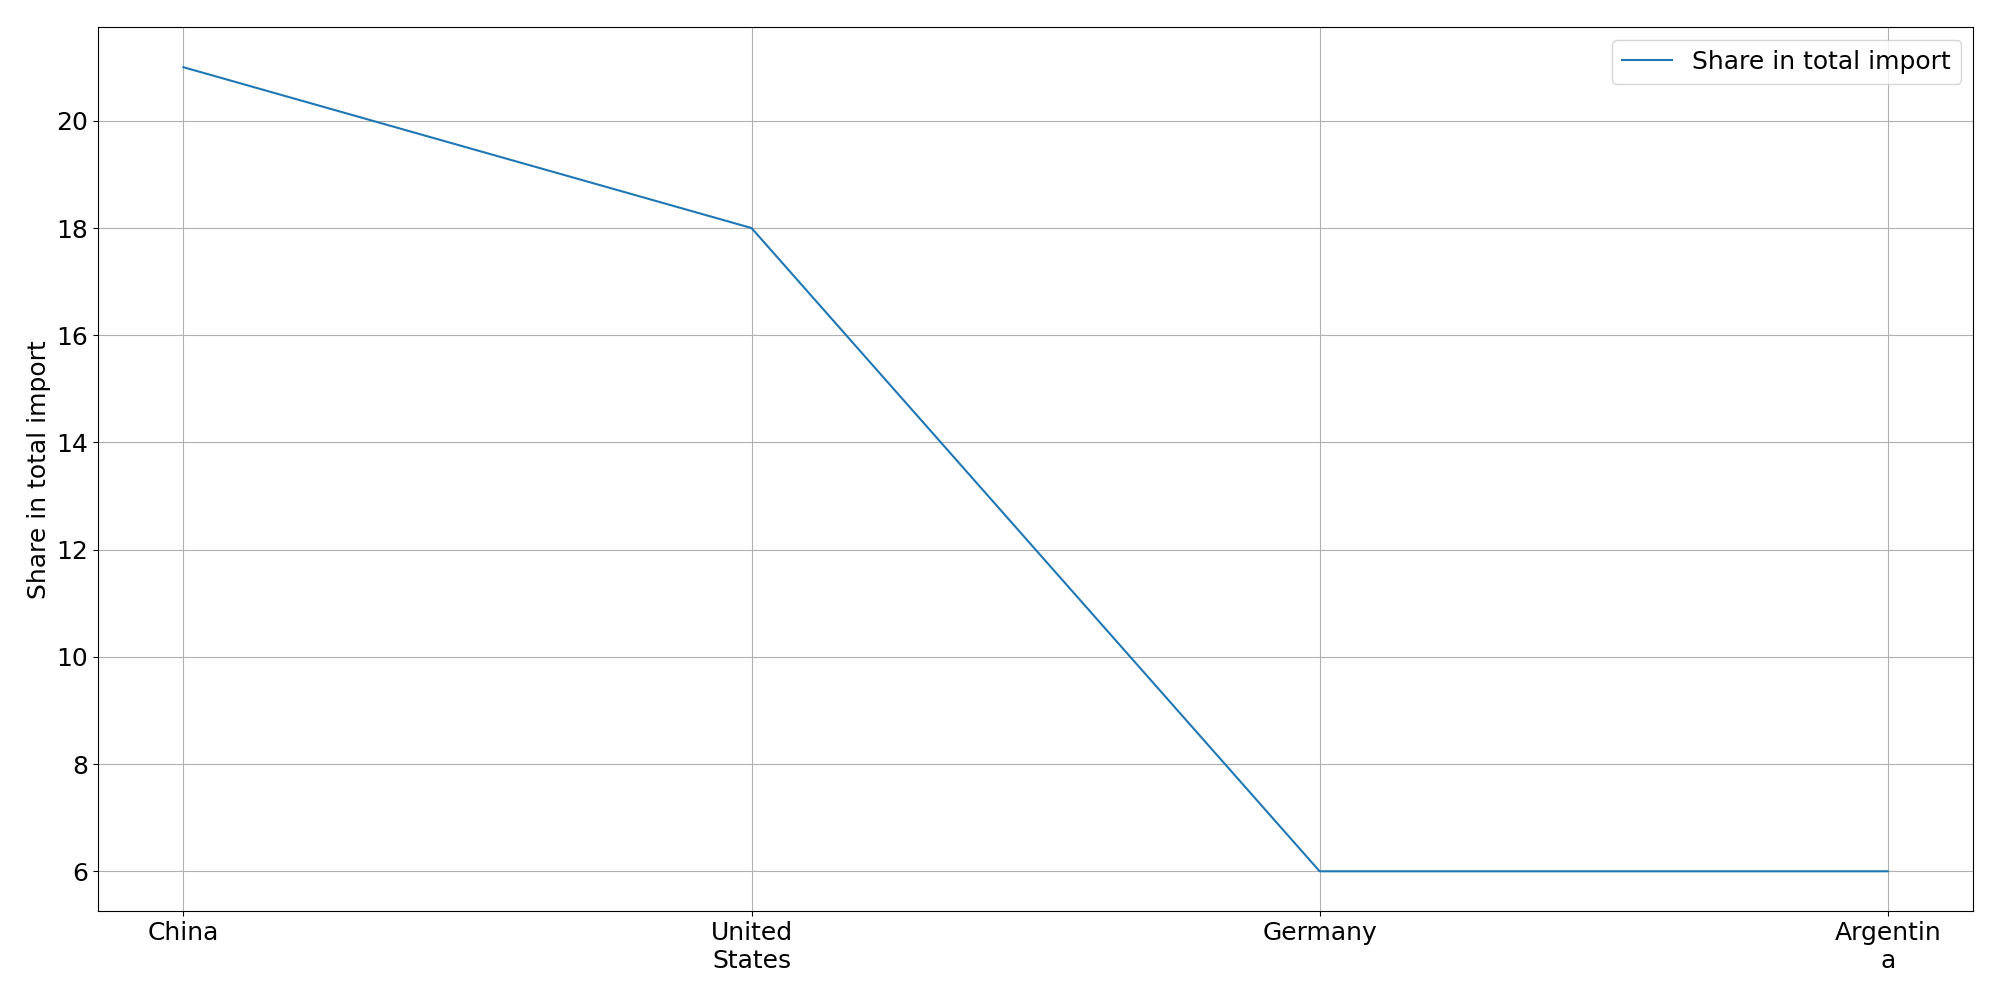 Share in total import
20
18
16
14
12
10
8
6
Share in total import
China
United
States
Germany
Argentin
a